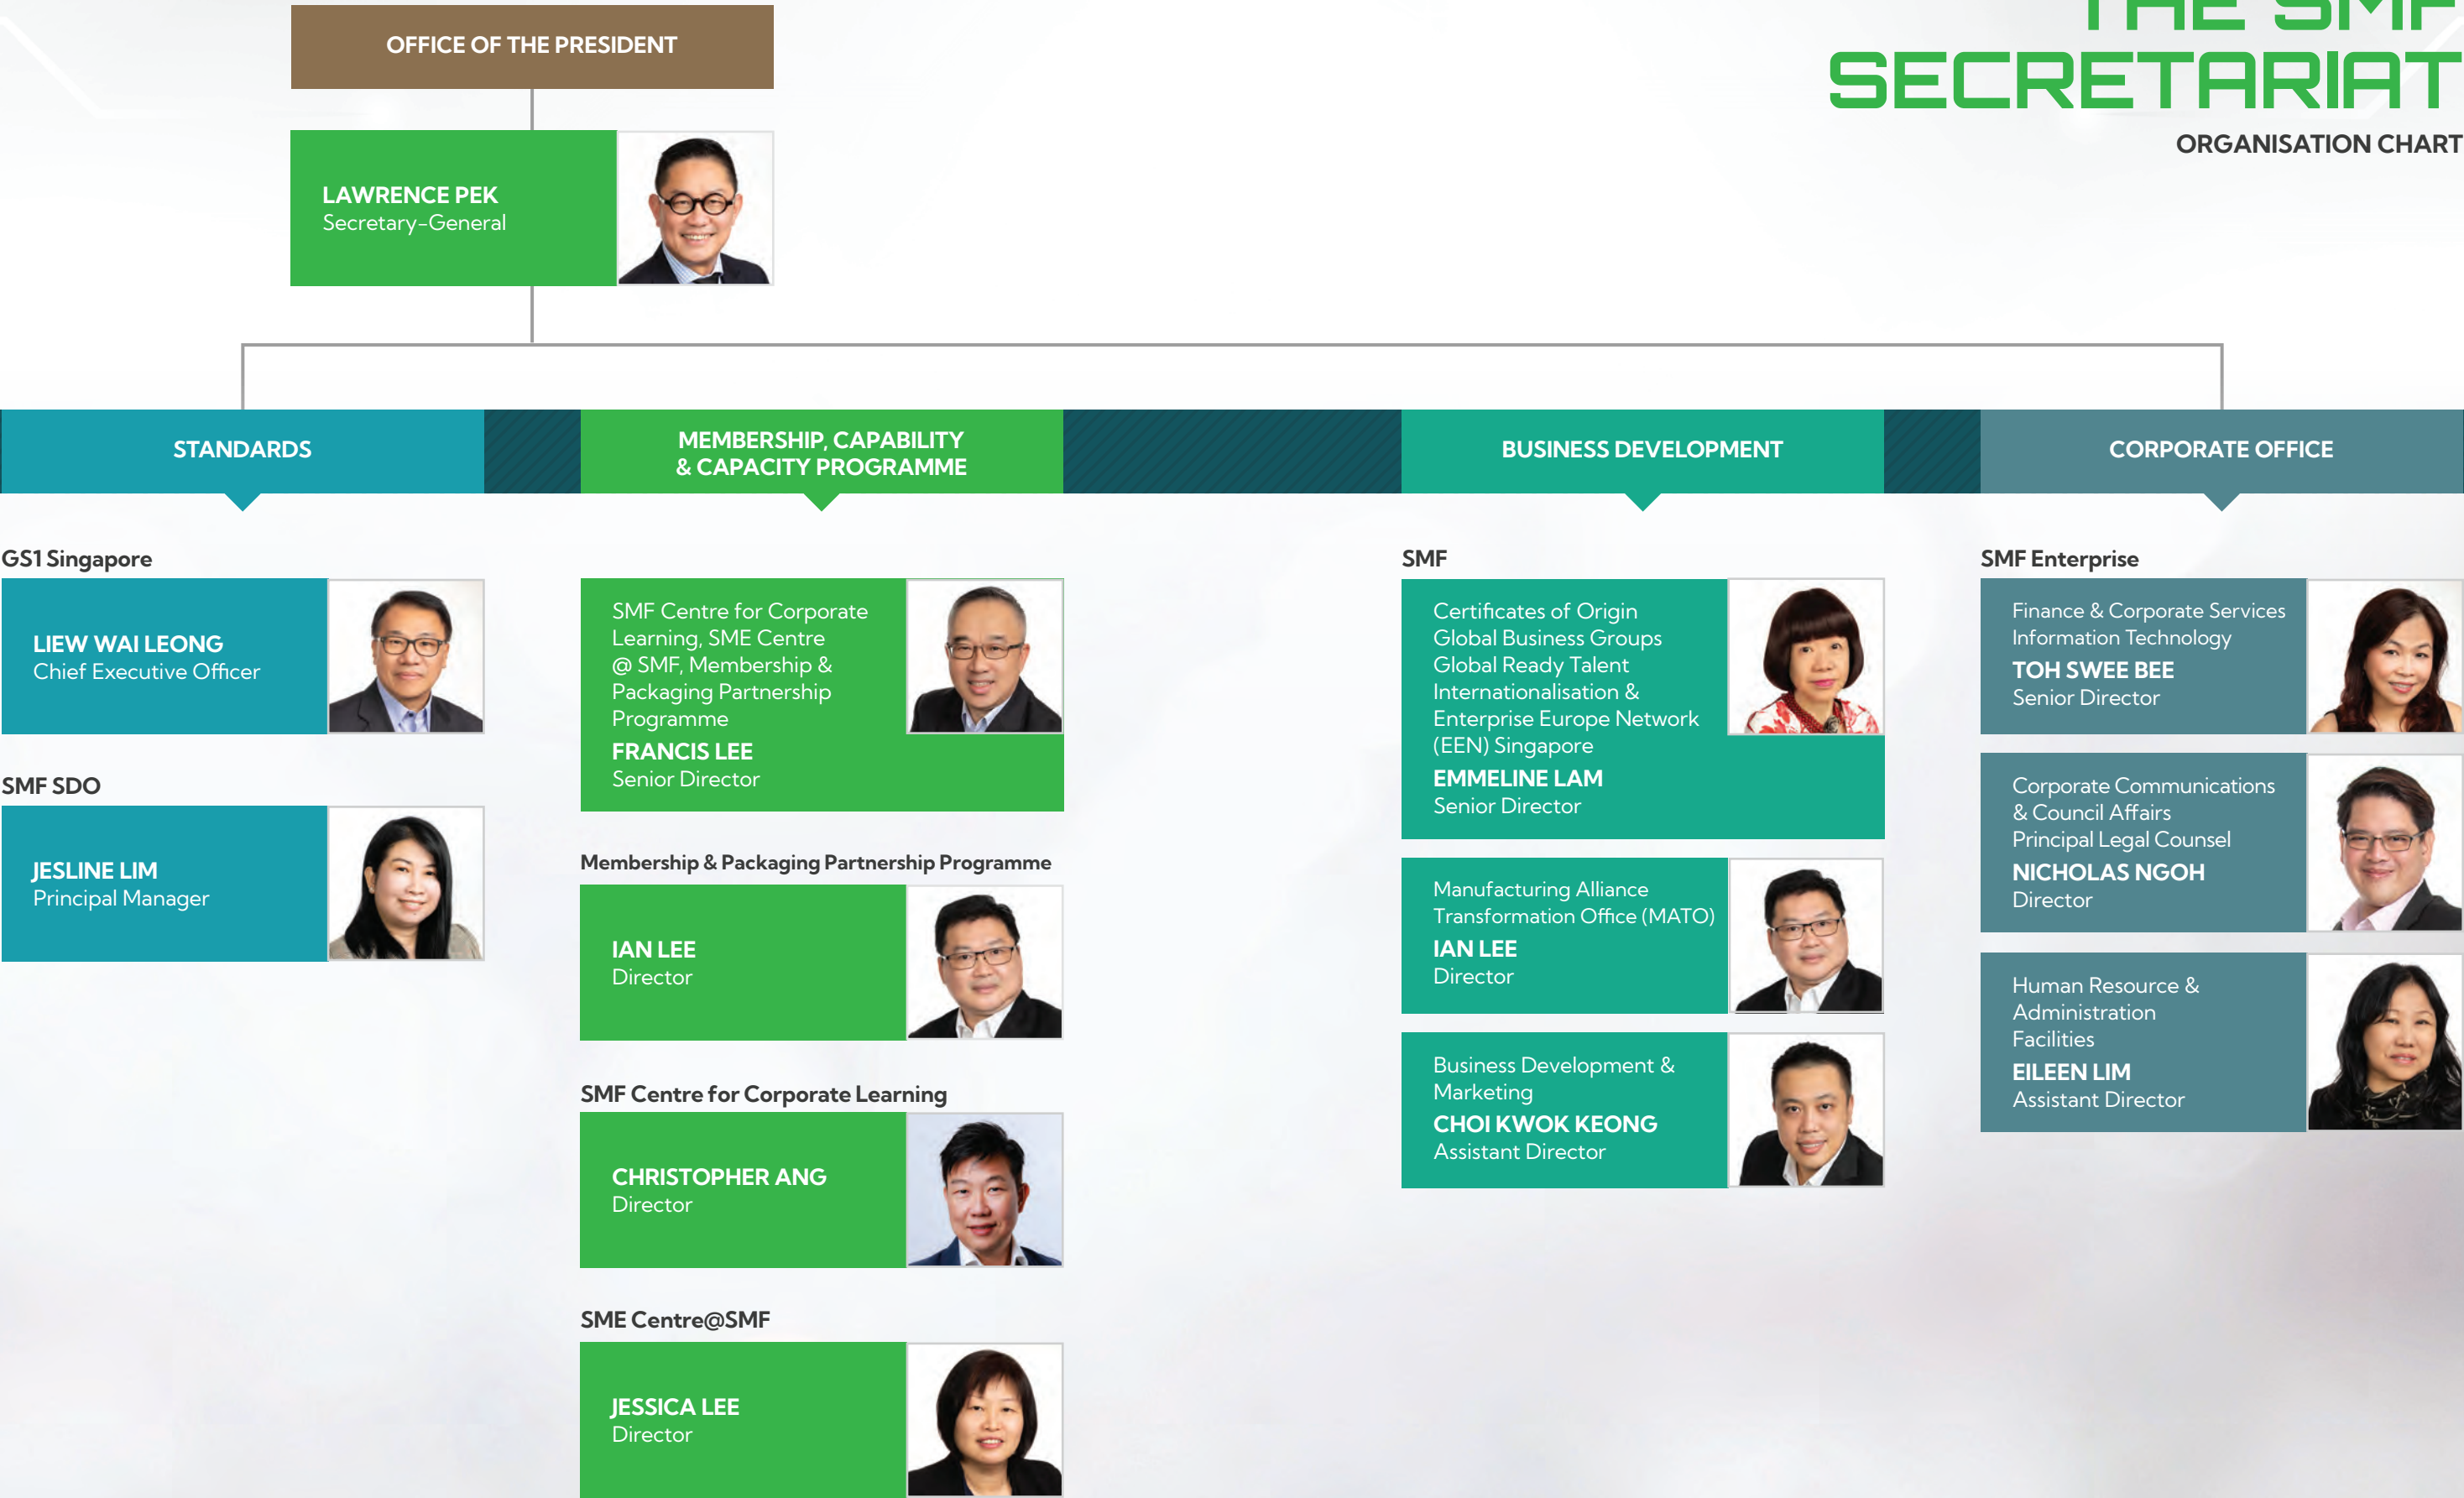 OFFICE OF THE PRESIDENT
THE SMF
SECRETARIAT
ORGANISATION CHART
LAWRENCE PEK
Secretary-General
STANDARDS
MEMBERSHIP, CAPABILITY
& CAPACITY PROGRAMME
BUSINESS DEVELOPMENT
CORPORATE OFFICE
GS1 Singapore
LIEW WAI LEONG
Chief Executive Officer
SMF SDO
JESLINE LIM
Principal Manager
SMF Centre for Corporate
Learning, SME Centre
@ SMF, Membership &
Packaging Partnership
Programme
FRANCIS LEE
Senior Director
Membership & Packaging Partnership Programme
IAN LEE
Director
SMF Centre for Corporate Learning
CHRISTOPHER ANG
Director
SME Centre@SMF
JESSICA LEE
Director
SMF
Certificates of Origin
Global Business Groups
Global Ready Talent
Internationalisation &
Enterprise Europe Network
(EEN) Singapore
EMMELINE LAM
Senior Director
Manufacturing Alliance
Transformation Office (MATO)
IAN LEE
Director
Business Development &
Marketing
CHOI KWOK KEONG
Assistant Director
SMF Enterprise
Finance & Corporate Services
Information Technology
TOH SWEE BEE
Senior Director
Corporate Communications
& Council Affairs
Principal Legal Counsel
NICHOLAS NGOH
Director
Human Resource &
Administration
Facilities
EILEEN LIM
Assistant Director